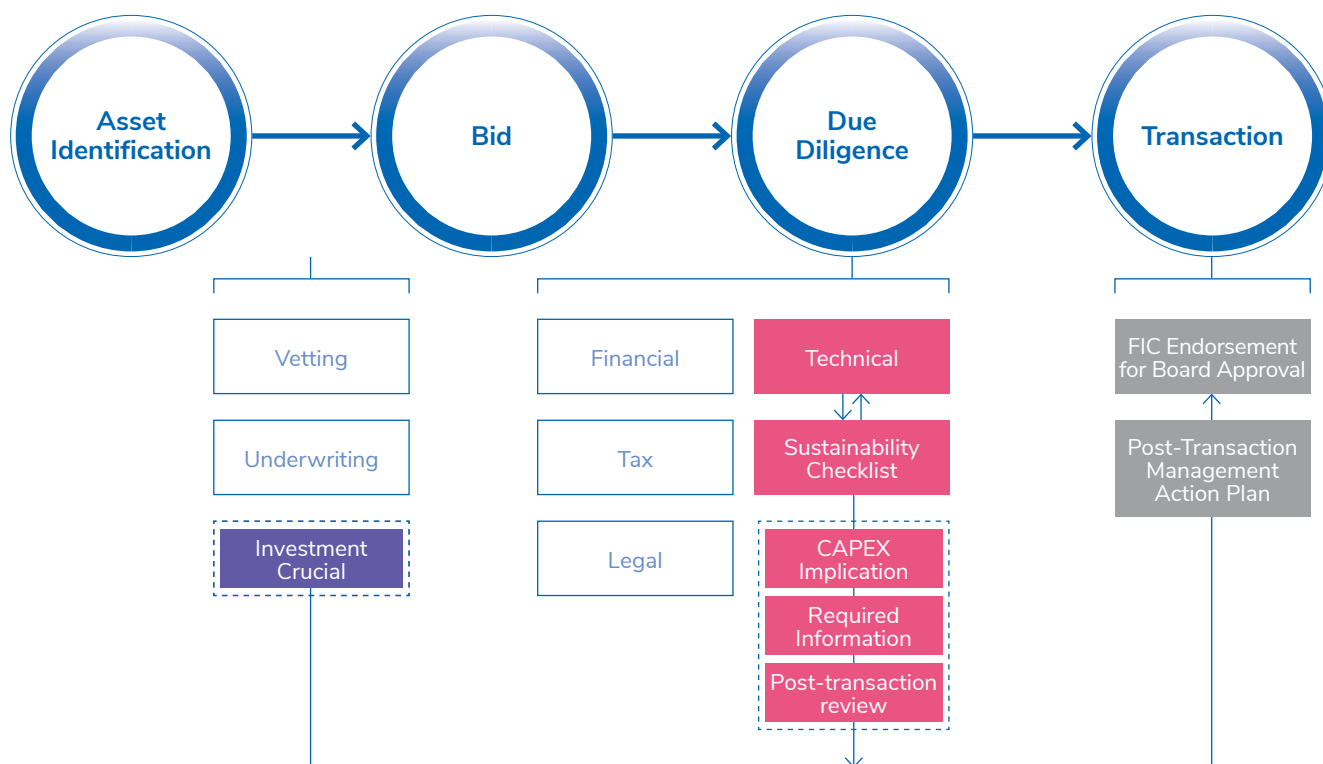 Asset
Identification
Bid
Due
Diligence
Transaction
Vetting
Underwriting
Investment
Crucial
Financial
Tax
Legal
Technical
Sustainability
Checklist
CAPEX
Implication
Required
Information
Post-transaction
review
FIC Endorsement
for Board Approval
Post-Transaction
Management
Action Plan